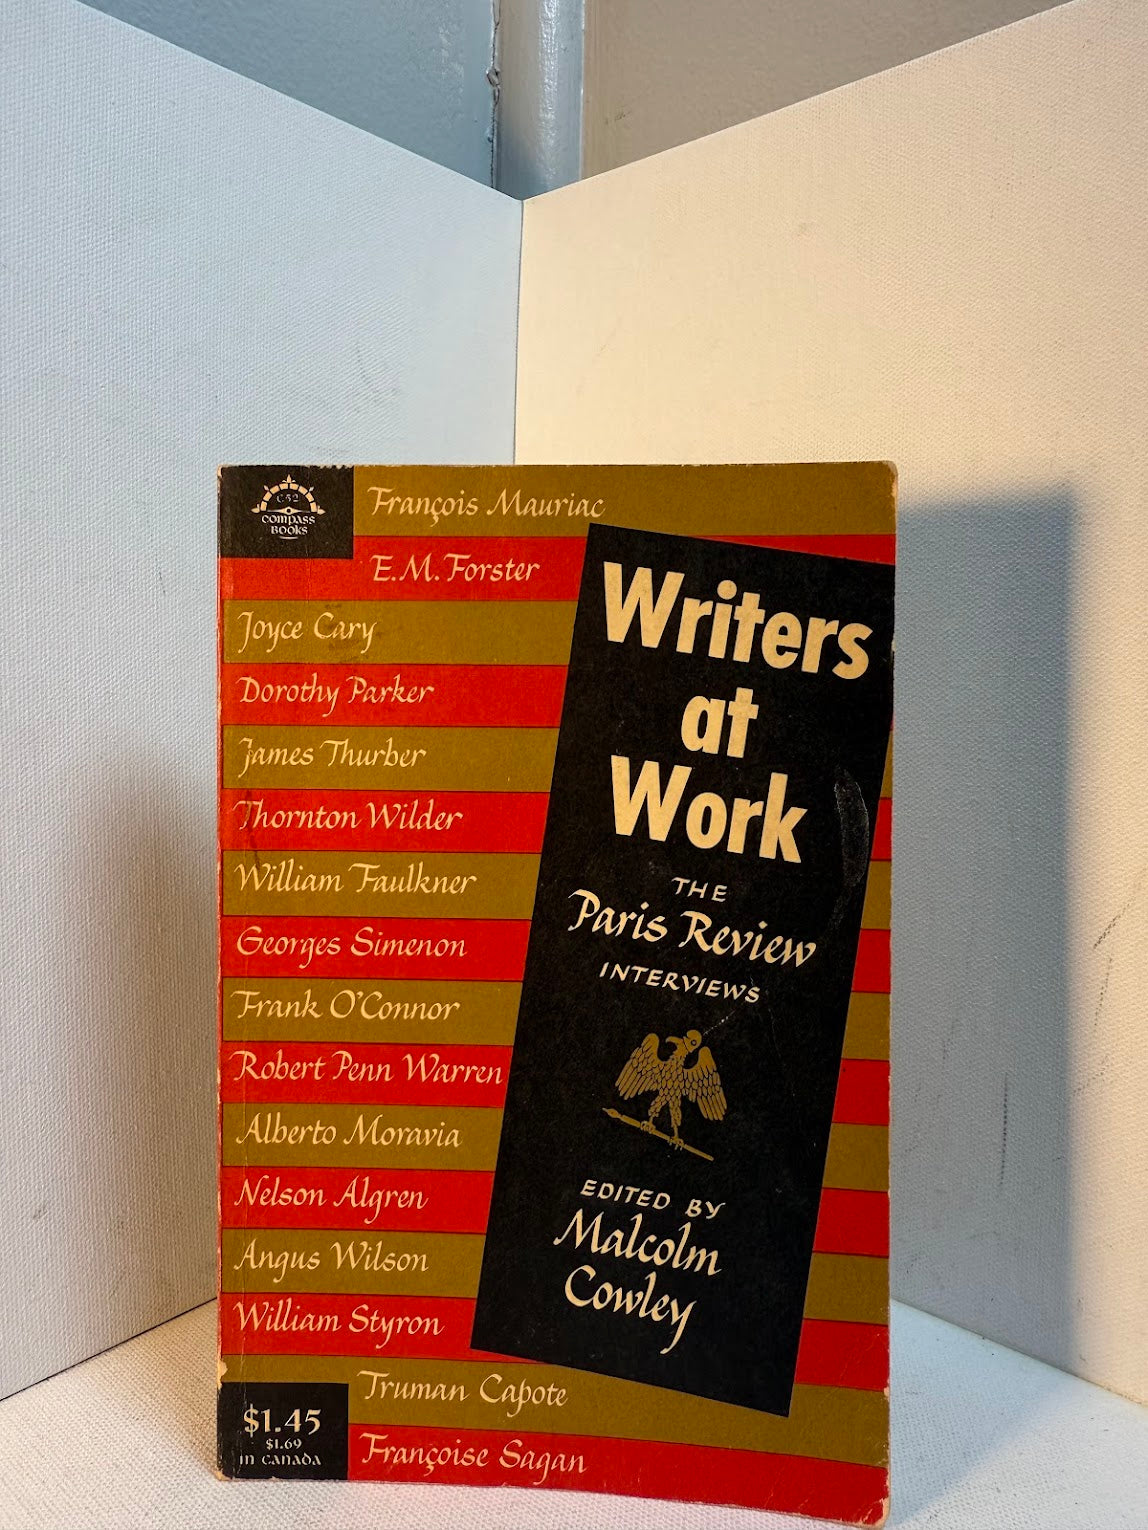 C52
COMPASS
BOOKS
François Mauriac
E.M. Forster
Joyce Cary
Dorothy Parker
James Thurber
Thornton Wilder
William Faulkner
Georges Simenon
Frank O'Connor
Robert Penn Warren
Alberto Moravia
Nelson Algren
Angus Wilson
William Styron
Truman Capote
Françoise Sagan
Writers
at
Work
THE
Paris Review
INTERVIEWS
EDITED BY
Malcolm
Cowley
$1.45
$1.69
in CANADA